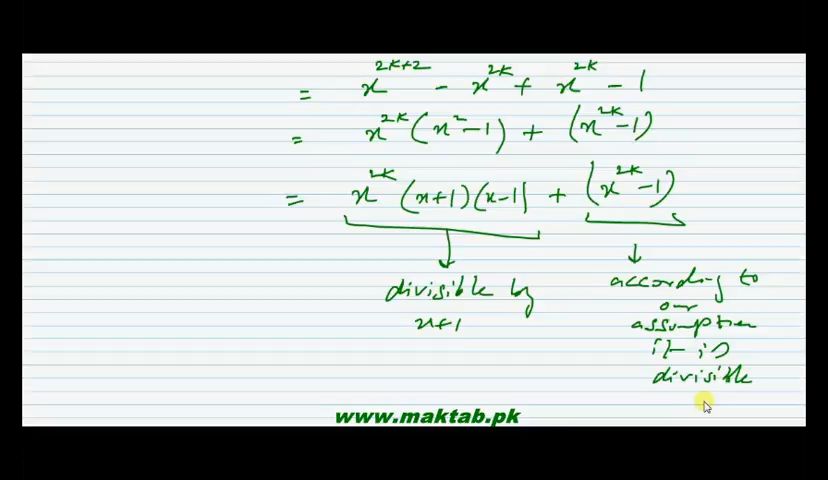 = x^{2k+2} - x^{2k} + x^{2k} - 1
= x^{2k} (x^2 - 1) + (x^{2k} - 1)
= x^{2k} (x+1) (x-1) + (x^{2k} - 1)
divisible by
x+1
according to
our
assumption
it is
divisible
www.maktab.pk